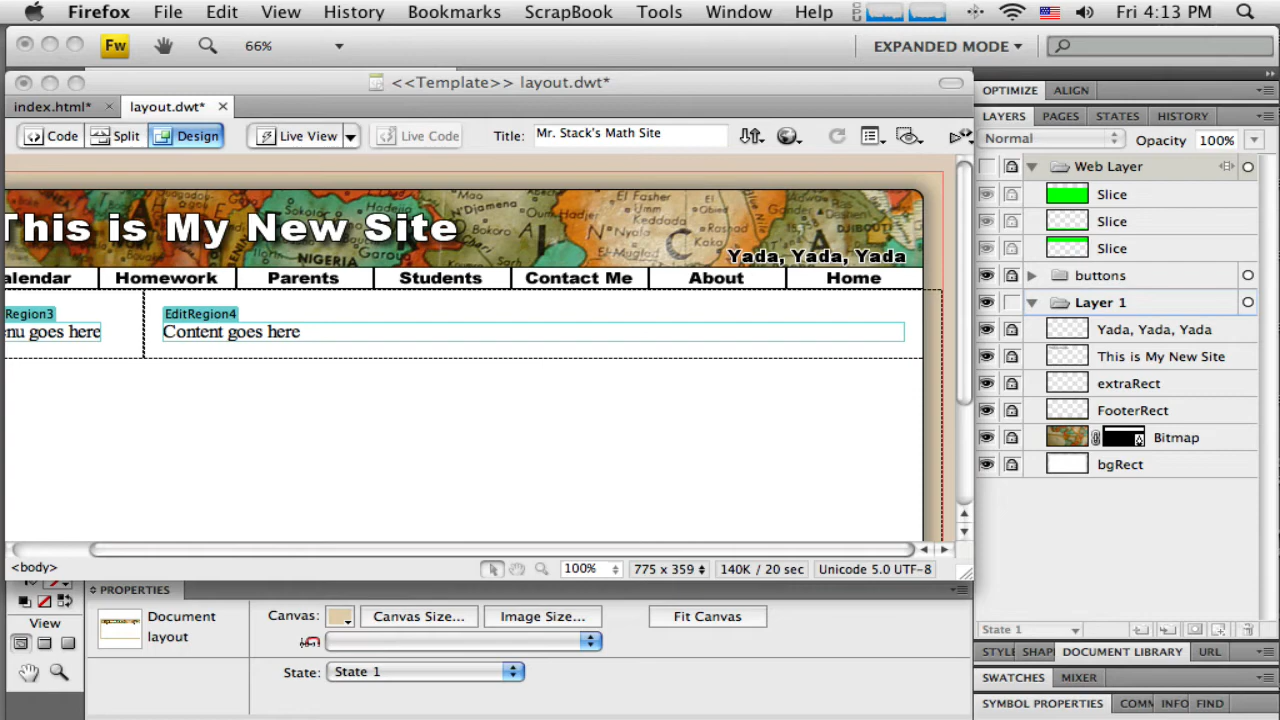 Firefox File Edit View History Bookmarks ScrapBook Tools Window Help Fri 4:13 PM
Fw 66% EXPANDED MODE
<<Template>> layout.dwt*
index.html* layout.dwt*
Code Split Design Live View Live Code Title: Mr. Stack's Math Site
This is My New Site
Yada, Yada, Yada
alendar Homework Parents Students Contact Me About Home
Region3 EditRegion4
nu goes here Content goes here
<body> 100% 775 x 359 140K / 20 sec Unicode 5.0 UTF-8
OPTIMIZE ALIGN
LAYERS PAGES STATES HISTORY
Normal Opacity 100%
Web Layer
Slice
Slice
Slice
buttons
Layer 1
Yada, Yada, Yada
This is My New Site
extraRect
FooterRect
Bitmap
bgRect
State 1
STYLE SHAP DOCUMENT LIBRARY URL
SWATCHES MIXER
SYMBOL PROPERTIES COMM INFO FIND
View
PROPERTIES
Document
layout
Canvas: Canvas Size... Image Size... Fit Canvas
State: State 1